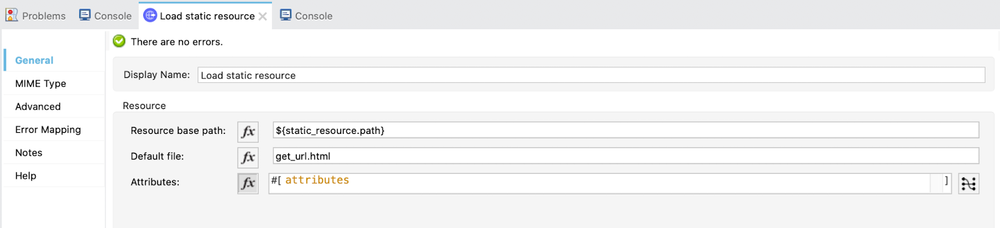 Problems Console Load static resource Console
There are no errors.
General
Display Name: Load static resource
MIME Type
Advanced
Resource
Error Mapping
Resource base path: fx ${static_resource.path}
Notes
Default file: fx get_url.html
Help
Attributes: fx #[ attributes ]